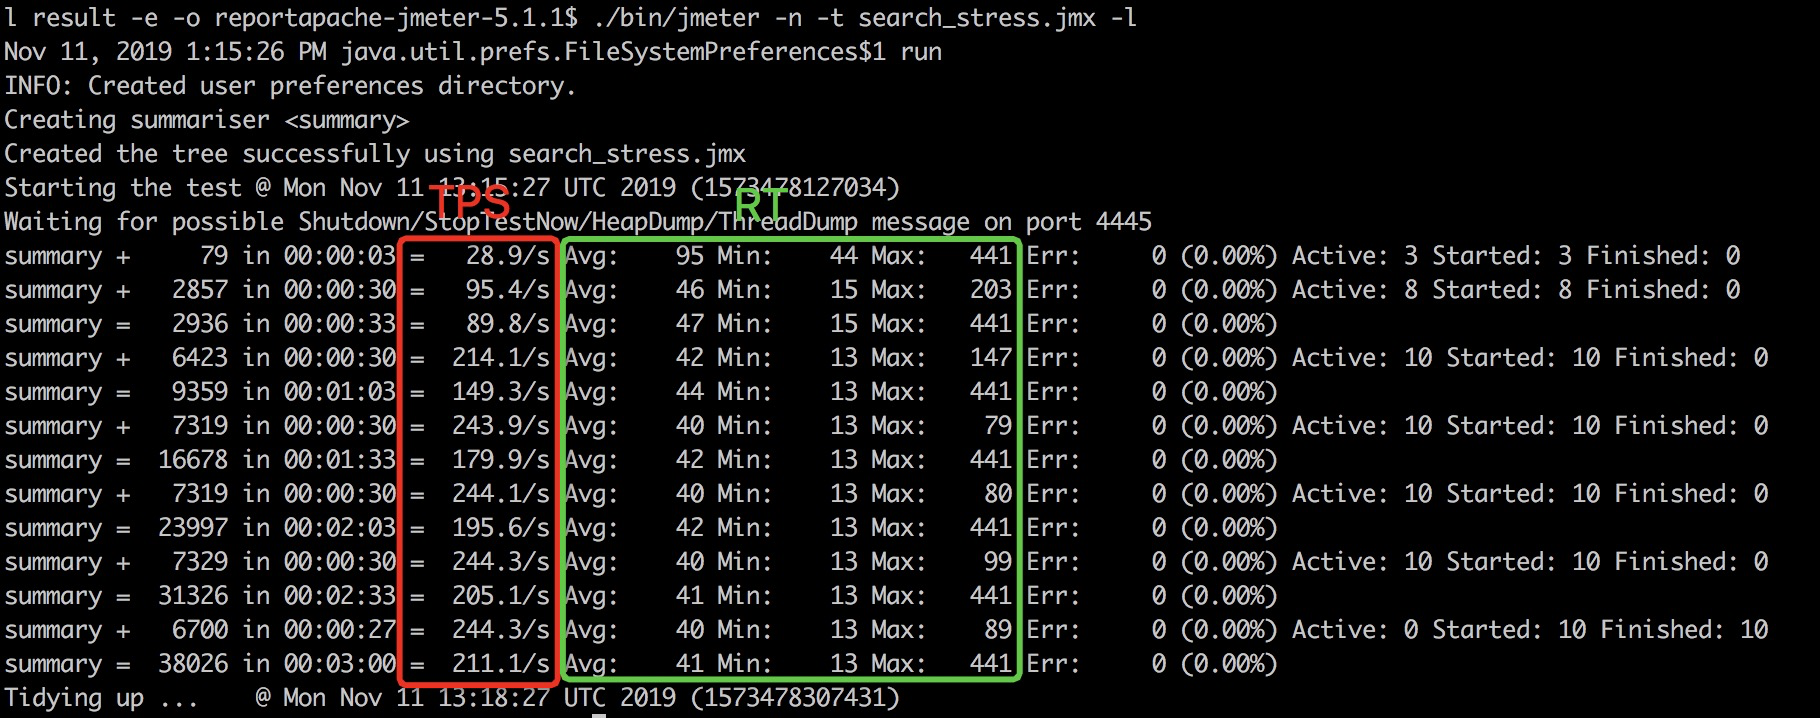 l result -e -o reportapache-jmeter-5.1.1$ ./bin/jmeter -n -t search_stress.jmx -l
Nov 11, 2019 1:15:26 PM java.util.prefs.FileSystemPreferences$1 run
INFO: Created user preferences directory.
Creating summariser <summary>
Created the tree successfully using search_stress.jmx
Starting the test @ Mon Nov 11 13:15:27 UTC 2019 (1573478127034)
TPS RT
Waiting for possible Shutdown/StopTestNow/HeapDump/ThreadDump message on port 4445
summary +     79 in 00:00:03 =   28.9/s Avg:    95 Min:    44 Max:   441 Err:     0 (0.00%) Active: 3 Started: 3 Finished: 0
summary +   2857 in 00:00:30 =   95.4/s Avg:    46 Min:    15 Max:   203 Err:     0 (0.00%) Active: 8 Started: 8 Finished: 0
summary =   2936 in 00:00:33 =   89.8/s Avg:    47 Min:    15 Max:   441 Err:     0 (0.00%)
summary +   6423 in 00:00:30 =  214.1/s Avg:    42 Min:    13 Max:   147 Err:     0 (0.00%) Active: 10 Started: 10 Finished: 0
summary =   9359 in 00:01:03 =  149.3/s Avg:    44 Min:    13 Max:   441 Err:     0 (0.00%)
summary +   7319 in 00:00:30 =  243.9/s Avg:    40 Min:    13 Max:    79 Err:     0 (0.00%) Active: 10 Started: 10 Finished: 0
summary =  16678 in 00:01:33 =  179.9/s Avg:    42 Min:    13 Max:   441 Err:     0 (0.00%)
summary +   7319 in 00:00:30 =  244.1/s Avg:    40 Min:    13 Max:    80 Err:     0 (0.00%) Active: 10 Started: 10 Finished: 0
summary =  23997 in 00:02:03 =  195.6/s Avg:    42 Min:    13 Max:   441 Err:     0 (0.00%)
summary +   7329 in 00:00:30 =  244.3/s Avg:    40 Min:    13 Max:    99 Err:     0 (0.00%) Active: 10 Started: 10 Finished: 0
summary =  31326 in 00:02:33 =  205.1/s Avg:    41 Min:    13 Max:   441 Err:     0 (0.00%)
summary +   6700 in 00:00:27 =  244.3/s Avg:    40 Min:    13 Max:    89 Err:     0 (0.00%) Active: 0 Started: 10 Finished: 10
summary =  38026 in 00:03:00 =  211.1/s Avg:    41 Min:    13 Max:   441 Err:     0 (0.00%)
Tidying up ...    @ Mon Nov 11 13:18:27 UTC 2019 (1573478307431)